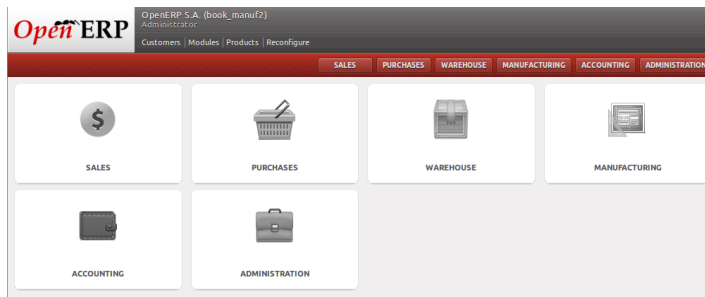 OpenERP
OpenERP S.A. (book_manuf2)
Administrator
Customers | Modules | Products | Reconfigure
SALES PURCHASES WAREHOUSE MANUFACTURING ACCOUNTING ADMINISTRATION
SALES PURCHASES WAREHOUSE MANUFACTURING
ACCOUNTING ADMINISTRATION